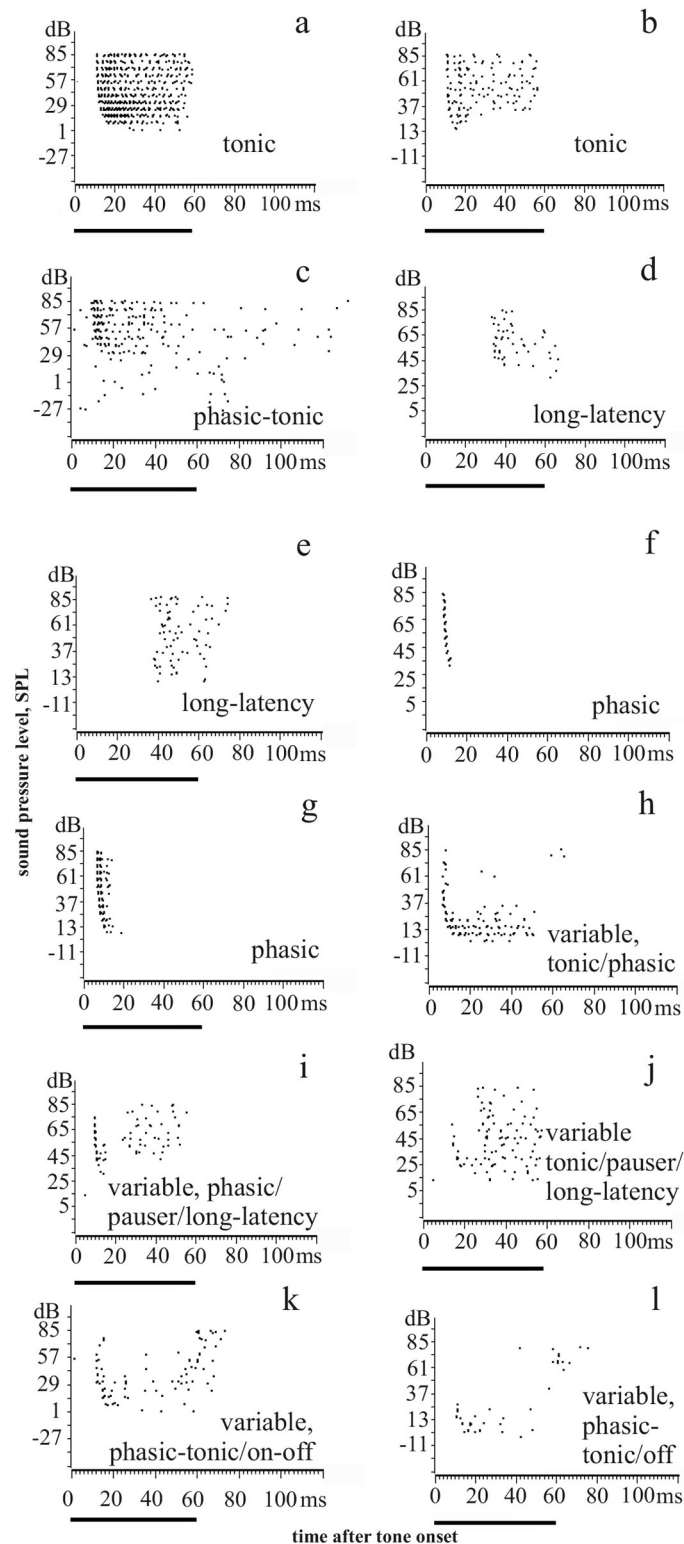 a
dB
85
57
29
1
-27
tonic
0 20 40 60 80 100 ms
b
dB
85
61
37
13
-11
tonic
0 20 40 60 80 100 ms
c
dB
85
57
29
1
-27
phasic-tonic
0 20 40 60 80 100 ms
d
dB
85
65
45
25
5
long-latency
0 20 40 60 80 100 ms
sound pressure level, SPL
e
dB
85
61
37
13
-11
long-latency
0 20 40 60 80 100 ms
f
dB
85
65
45
25
5
phasic
0 20 40 60 80 100 ms
g
dB
85
61
37
13
-11
phasic
0 20 40 60 80 100 ms
h
dB
85
61
37
13
-11
variable,
tonic/phasic
0 20 40 60 80 100 ms
i
dB
85
65
45
25
5
variable, phasic/
pauser/long-latency
0 20 40 60 80 100 ms
j
dB
85
65
45
25
5
variable
tonic/pauser/
long-latency
0 20 40 60 80 100 ms
k
dB
85
57
29
1
-27
variable,
phasic-tonic/on-off
0 20 40 60 80 100 ms
l
dB
85
61
37
13
-11
variable,
phasic-
tonic/off
0 20 40 60 80 100 ms
time after tone onset